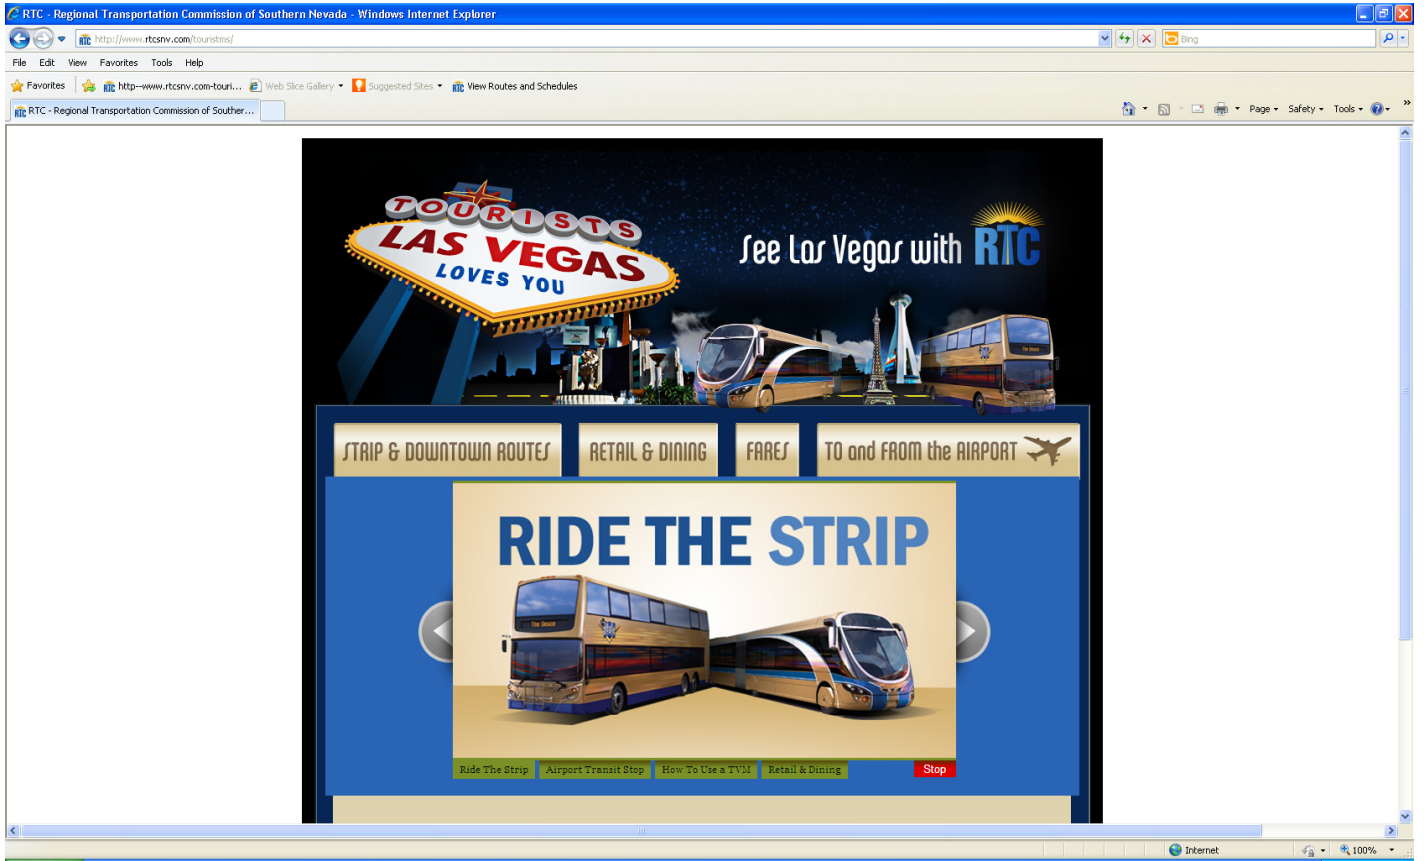 RTC - Regional Transportation Commission of Southern Nevada - Windows Internet Explorer
http://www.rtcsnv.com/touristms/
Bing
File Edit View Favorites Tools Help
Favorites http--www.rtcsnv.com-touri... Web Slice Gallery Suggested Sites View Routes and Schedules
RTC - Regional Transportation Commission of Souther...
Page Safety Tools
TOURISTS
LAS VEGAS
LOVES YOU
See Las Vegas with RTC
STRIP & DOWNTOWN ROUTES
RETAIL & DINING
FARES
TO and FROM the AIRPORT
RIDE THE STRIP
The Deuce
Ride The Strip
Airport Transit Stop
How To Use a TVM
Retail & Dining
Stop
Internet
100%